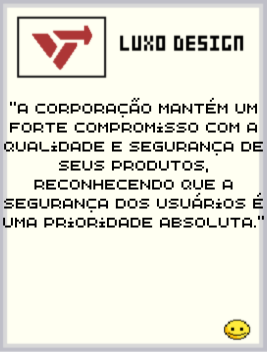 LUXO DESIGN
"A CORPORAÇÃO MANTÉM UM
FORTE COMPROMiSSO COM A
QUALiDADE E SEGURANÇA DE
SEUS PRODUTOS,
RECONHECENDO QUE A
SEGURANÇA DOS USUÁRiOS É
UMA PRiORiDADE ABSOLUTA."